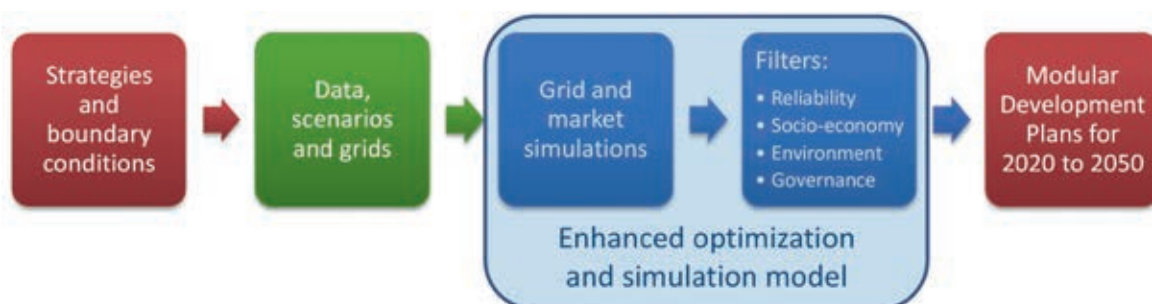 Strategies
and
boundary
conditions
Data,
scenarios
and grids
Grid and
market
simulations
Filters:
• Reliability
• Socio-economy
• Environment
• Governance
Modular
Development
Plans for
2020 to 2050
Enhanced optimization
and simulation model